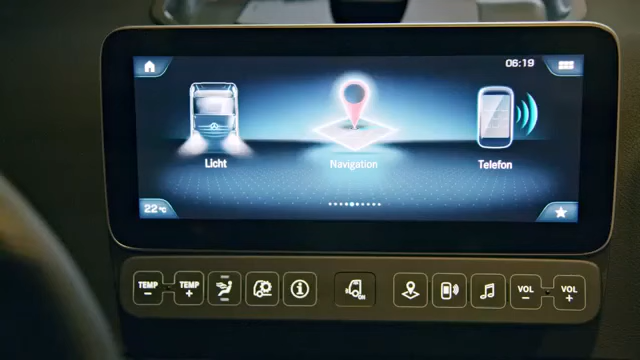 06:19
Licht
Navigation
Telefon
22°C
TEMP
−
TEMP
+
VOL
−
VOL
+